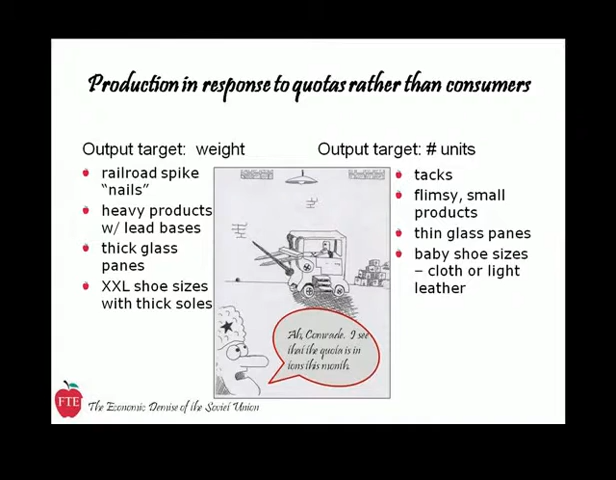 Production in response to quotas rather than consumers
Output target: weight
railroad spike
"nails"
heavy products
w/ lead bases
thick glass
panes
XXL shoe sizes
with thick soles
Output target: # units
tacks
flimsy, small
products
thin glass panes
baby shoe sizes
– cloth or light
leather
Ah, Comrade. I see
that the quota is in
tons this month.
FTE
The Economic Demise of the Soviet Union